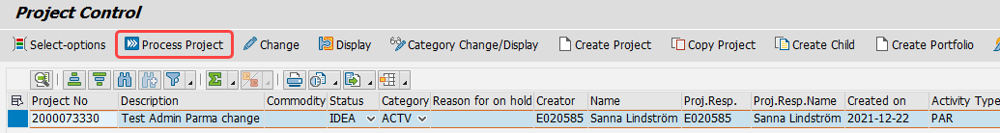 Project Control
Select-options Process Project Change Display Category Change/Display Create Project Copy Project Create Child Create Portfolio
Project No Description Commodity Status Category Reason for on hold Creator Name Proj.Resp. Proj.Resp.Name Created on Activity Type
2000073330 Test Admin Parma change IDEA ACTV E020585 Sanna Lindström E020585 Sanna Lindström 2021-12-22 PAR